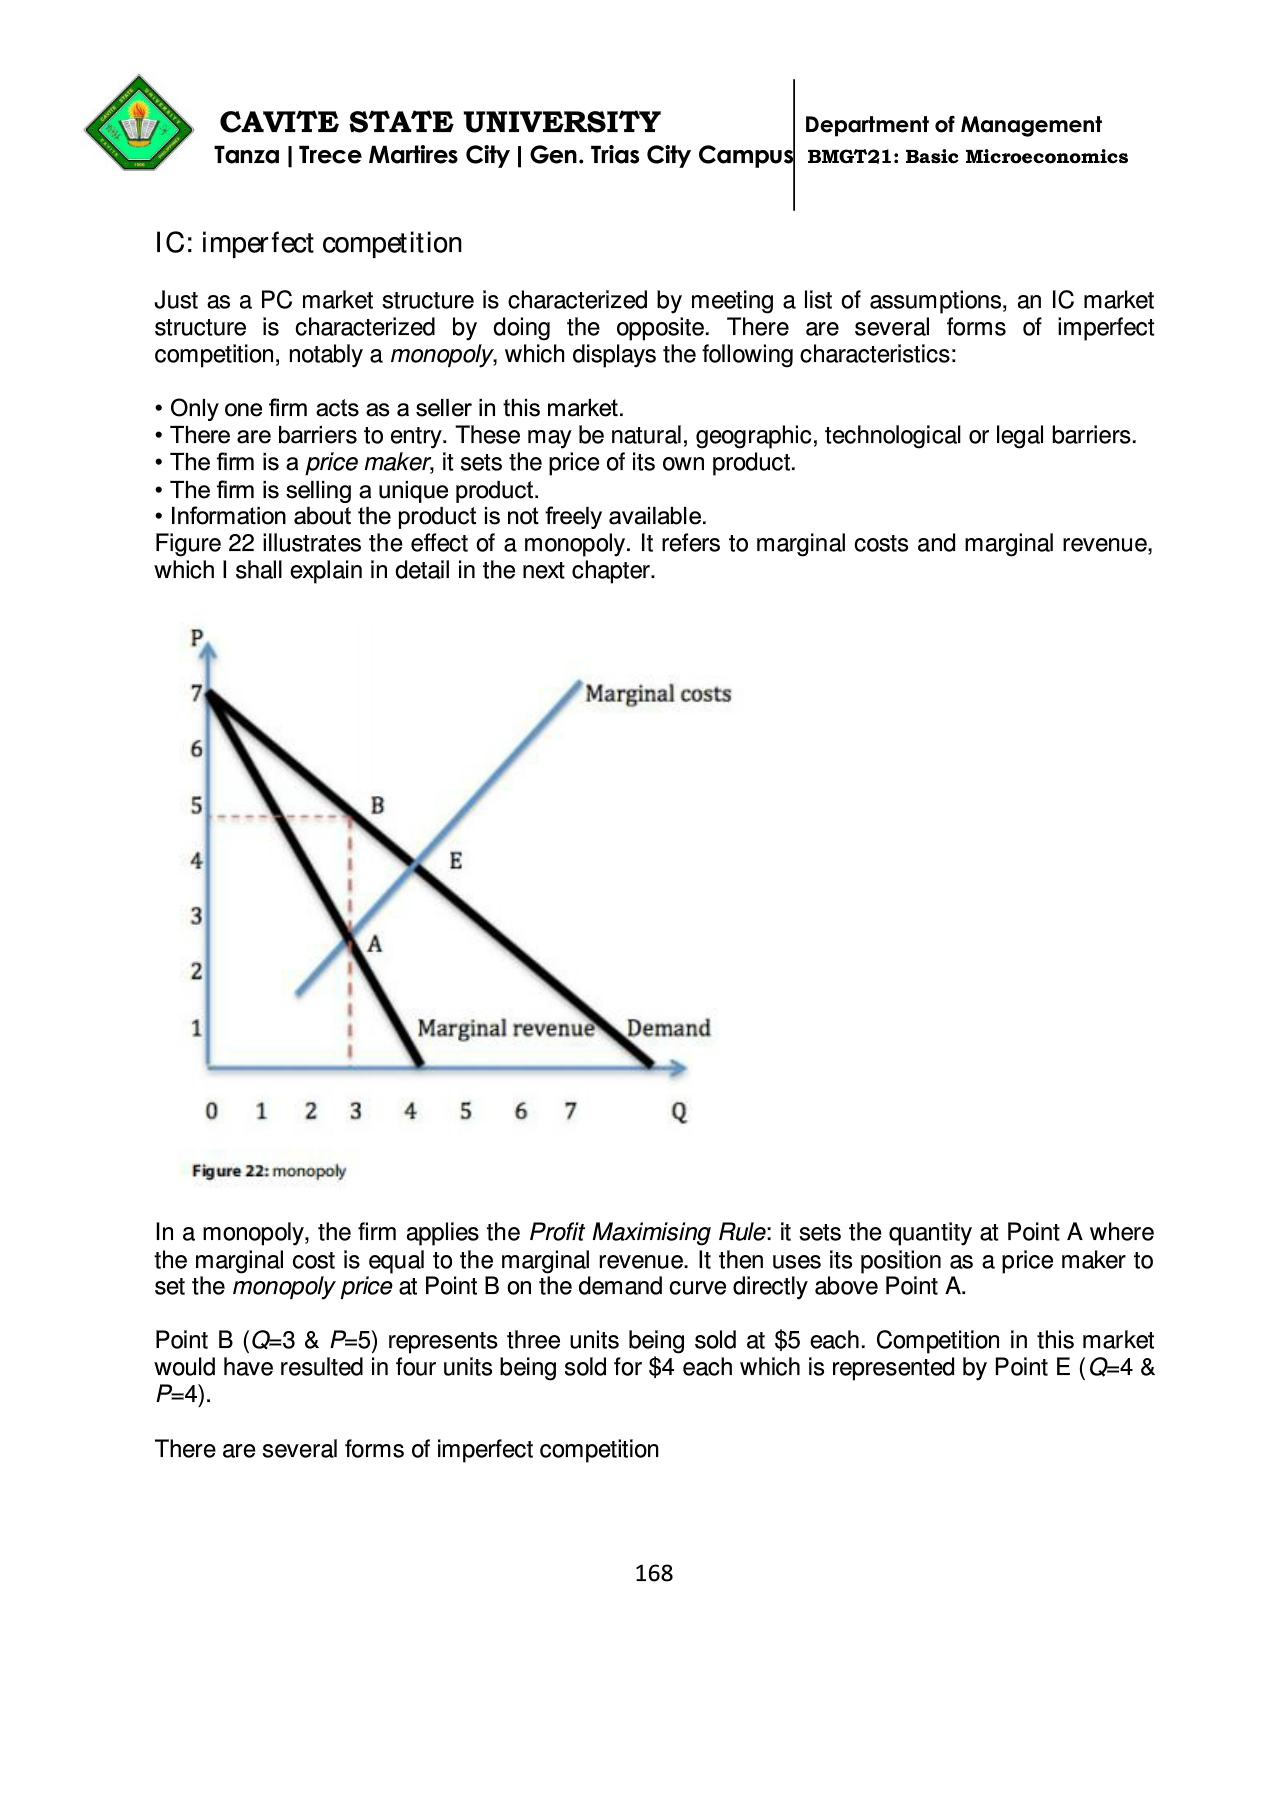 CAVITE STATE UNIVERSITY
Tanza | Trece Martires City | Gen. Trias City Campus
Department of Management
BMGT21: Basic Microeconomics
IC: imperfect competition
Just as a PC market structure is characterized by meeting a list of assumptions, an IC market
structure is characterized by doing the opposite. There are several forms of imperfect
competition, notably a monopoly, which displays the following characteristics:
• Only one firm acts as a seller in this market.
• There are barriers to entry. These may be natural, geographic, technological or legal barriers.
• The firm is a price maker, it sets the price of its own product.
• The firm is selling a unique product.
• Information about the product is not freely available.
Figure 22 illustrates the effect of a monopoly. It refers to marginal costs and marginal revenue,
which I shall explain in detail in the next chapter.
P
7
Marginal costs
6
5
B
4
E
3
A
2
1
Marginal revenue
Demand
0 1 2 3 4 5 6 7 Q
Figure 22: monopoly
In a monopoly, the firm applies the Profit Maximising Rule: it sets the quantity at Point A where
the marginal cost is equal to the marginal revenue. It then uses its position as a price maker to
set the monopoly price at Point B on the demand curve directly above Point A.
Point B (Q=3 & P=5) represents three units being sold at $5 each. Competition in this market
would have resulted in four units being sold for $4 each which is represented by Point E (Q=4 &
P=4).
There are several forms of imperfect competition
168